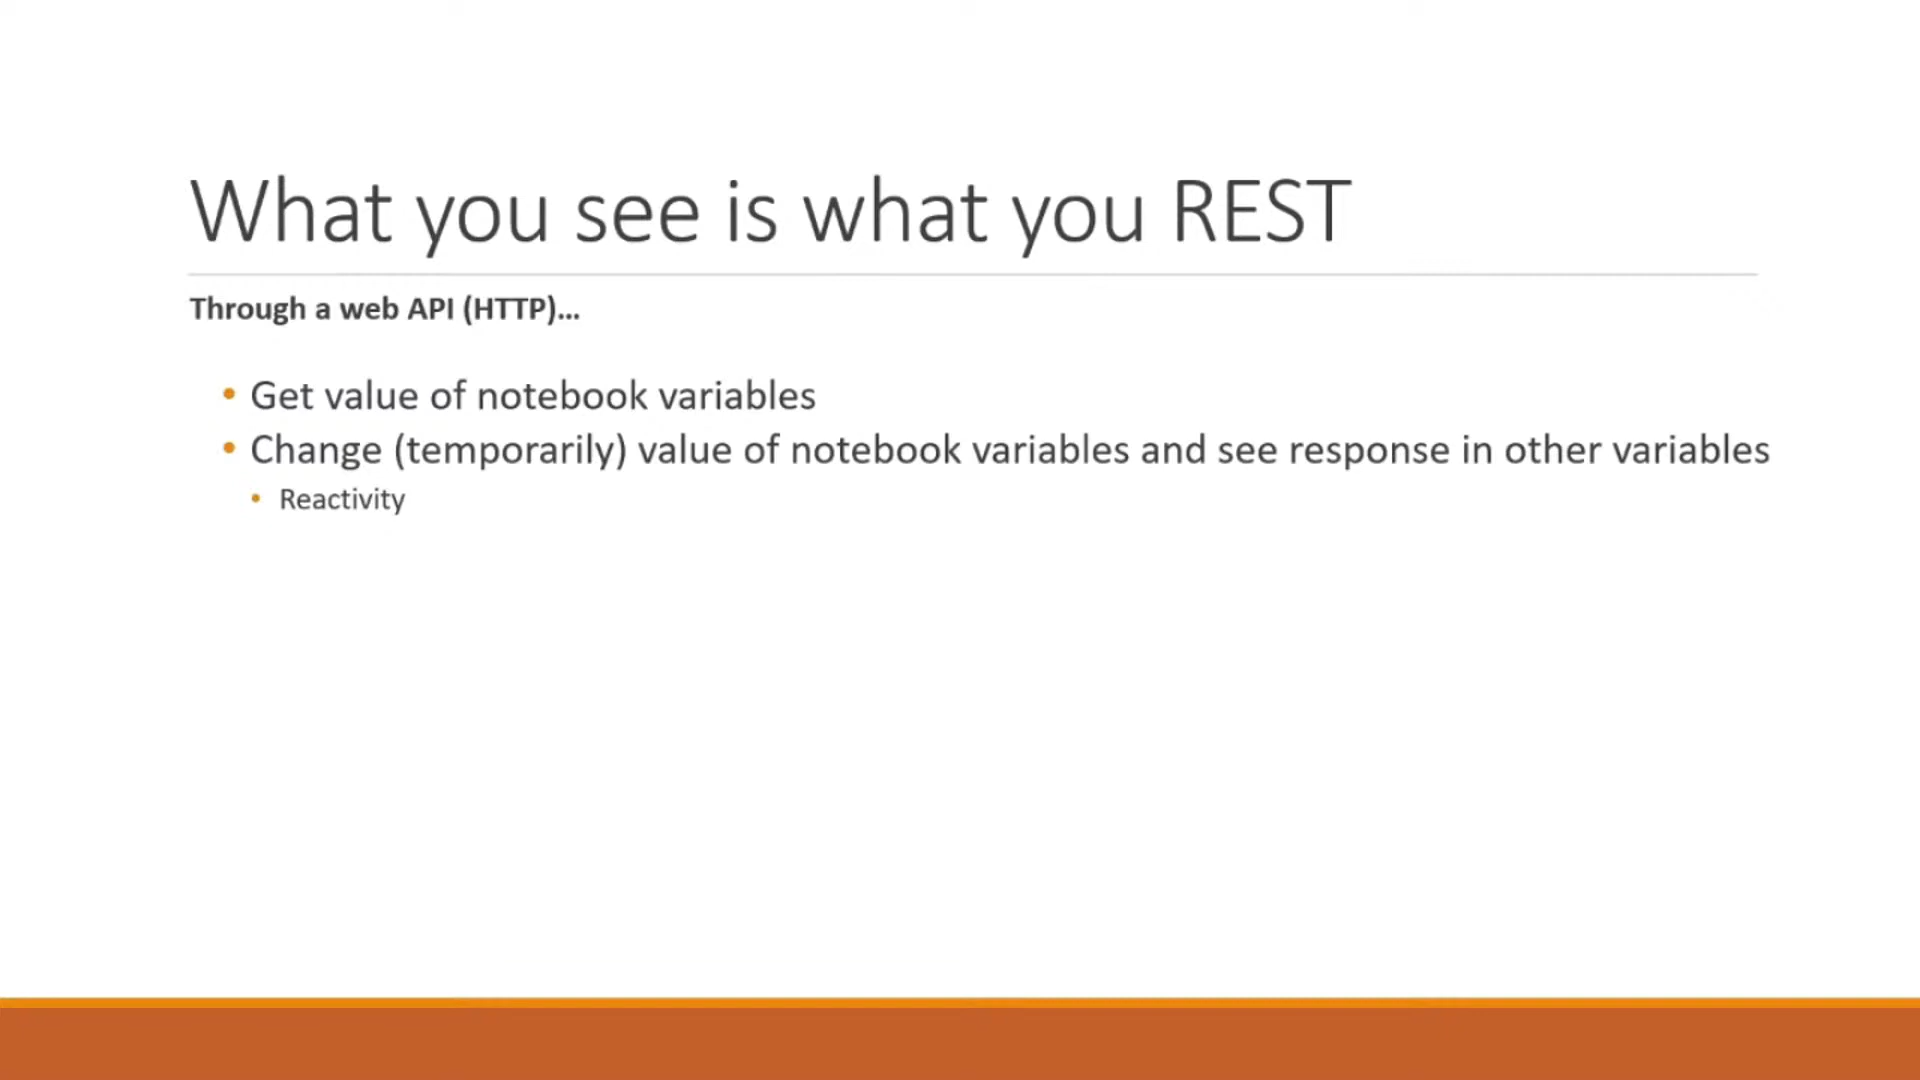 What you see is what you REST
Through a web API (HTTP)...
• Get value of notebook variables
• Change (temporarily) value of notebook variables and see response in other variables
• Reactivity